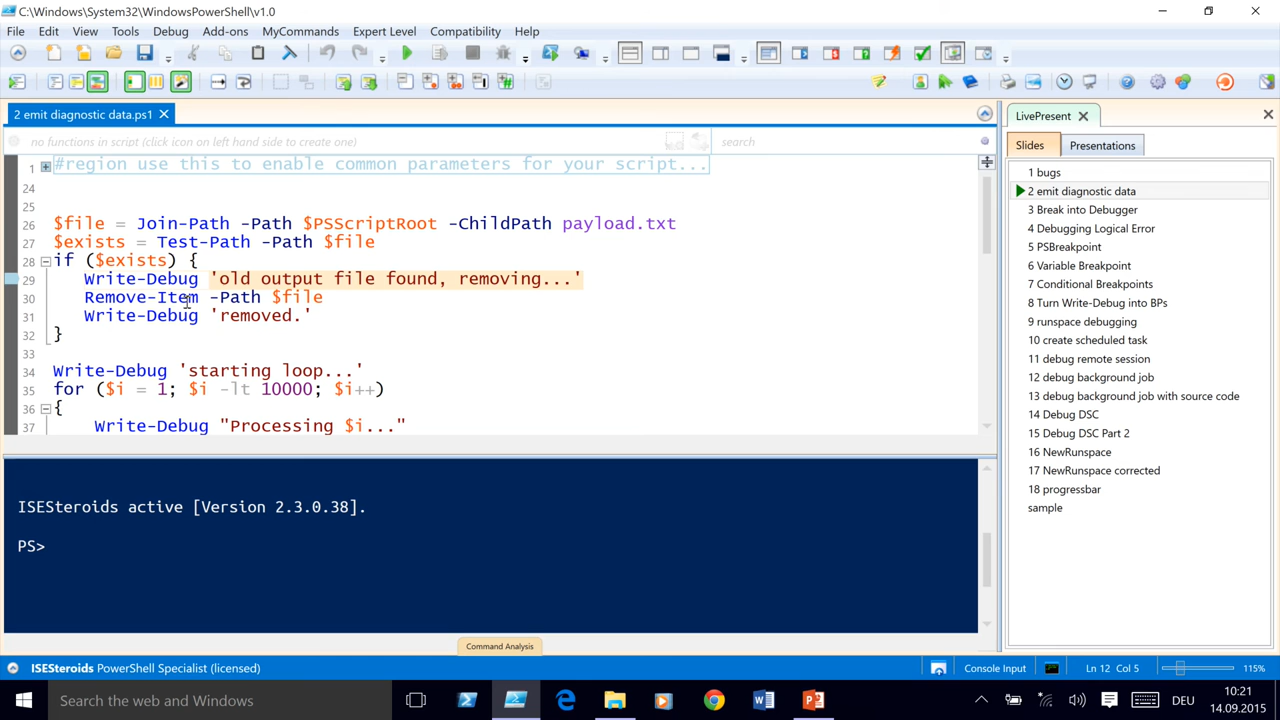 C:\Windows\System32\WindowsPowerShell\v1.0
File Edit View Tools Debug Add-ons MyCommands Expert Level Compatibility Help
2 emit diagnostic data.ps1
no functions in script (click icon on left hand side to create one)
search
1 #region use this to enable common parameters for your script...
24
25
26 $file = Join-Path -Path $PSScriptRoot -ChildPath payload.txt
27 $exists = Test-Path -Path $file
28 if ($exists) {
29 Write-Debug 'old output file found, removing...'
30 Remove-Item -Path $file
31 Write-Debug 'removed.'
32 }
33
34 Write-Debug 'starting loop...'
35 for ($i = 1; $i -lt 10000; $i++)
36 {
37 Write-Debug "Processing $i..."
ISESteroids active [Version 2.3.0.38].
PS>
Command Analysis
LivePresent
Slides Presentations
1 bugs
2 emit diagnostic data
3 Break into Debugger
4 Debugging Logical Error
5 PSBreakpoint
6 Variable Breakpoint
7 Conditional Breakpoints
8 Turn Write-Debug into BPs
9 runspace debugging
10 create scheduled task
11 debug remote session
12 debug background job
13 debug background job with source code
14 Debug DSC
15 Debug DSC Part 2
16 NewRunspace
17 NewRunspace corrected
18 progressbar
sample
ISESteroids PowerShell Specialist (licensed)
Console Input
Ln 12 Col 5
115%
Search the web and Windows
DEU
10:21
14.09.2015